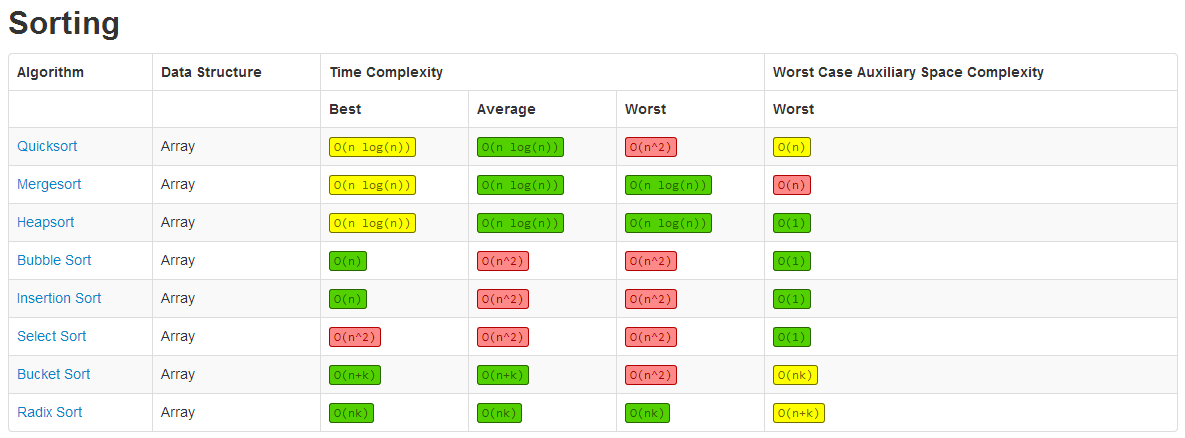 Sorting
Algorithm Data Structure Time Complexity Worst Case Auxiliary Space Complexity
Best Average Worst Worst
Quicksort Array O(n log(n)) O(n log(n)) O(n^2) O(n)
Mergesort Array O(n log(n)) O(n log(n)) O(n log(n)) O(n)
Heapsort Array O(n log(n)) O(n log(n)) O(n log(n)) O(1)
Bubble Sort Array O(n) O(n^2) O(n^2) O(1)
Insertion Sort Array O(n) O(n^2) O(n^2) O(1)
Select Sort Array O(n^2) O(n^2) O(n^2) O(1)
Bucket Sort Array O(n+k) O(n+k) O(n^2) O(nk)
Radix Sort Array O(nk) O(nk) O(nk) O(n+k)